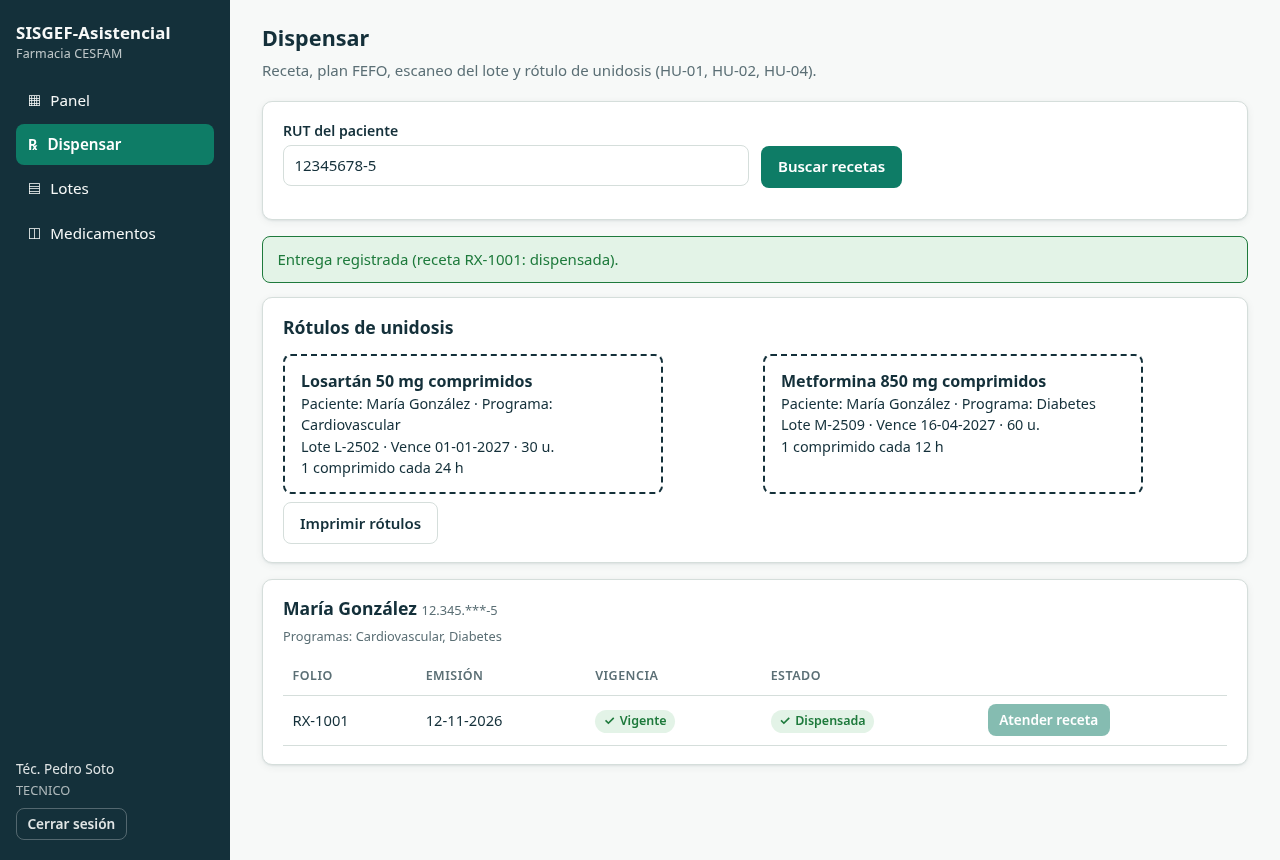 SISGEF-Asistencial
Farmacia CESFAM
Panel
℞ Dispensar
Lotes
Medicamentos
Téc. Pedro Soto
TECNICO
Cerrar sesión
Dispensar
Receta, plan FEFO, escaneo del lote y rótulo de unidosis (HU-01, HU-02, HU-04).
RUT del paciente
12345678-5
Buscar recetas
Entrega registrada (receta RX-1001: dispensada).
Rótulos de unidosis
Losartán 50 mg comprimidos
Paciente: María González · Programa:
Cardiovascular
Lote L-2502 · Vence 01-01-2027 · 30 u.
1 comprimido cada 24 h
Metformina 850 mg comprimidos
Paciente: María González · Programa: Diabetes
Lote M-2509 · Vence 16-04-2027 · 60 u.
1 comprimido cada 12 h
Imprimir rótulos
María González 12.345.***-5
Programas: Cardiovascular, Diabetes
FOLIO EMISIÓN VIGENCIA ESTADO
RX-1001 12-11-2026 ✓ Vigente ✓ Dispensada Atender receta